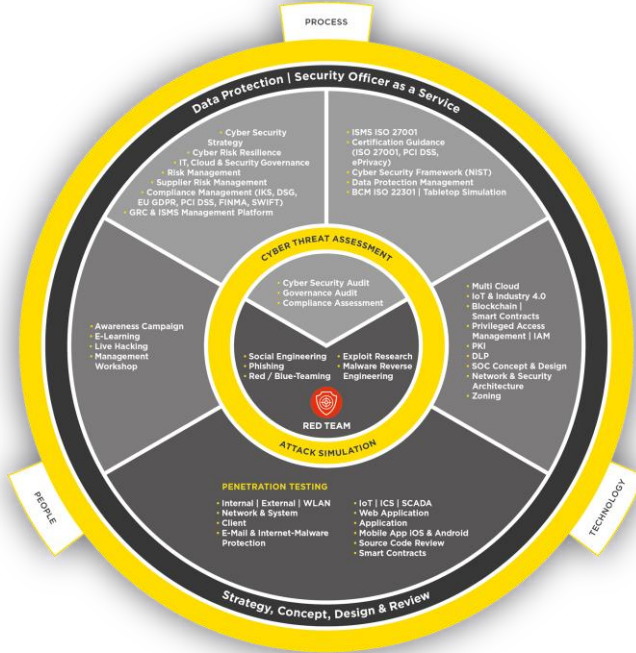 PROCESS
Data Protection | Security Officer as a Service
• Cyber Security
Strategy
• Cyber Risk Resilience
• IT, Cloud & Security Governance
• Risk Management
• Supplier Risk Management
• Compliance Management (IKS, DSG,
EU GDPR, PCI DSS, FINMA, SWIFT)
• GRC & ISMS Management Platform
• ISMS ISO 27001
• Certification Guidance
(ISO 27001, PCI DSS,
ePrivacy)
• Cyber Security Framework (NIST)
• Data Protection Management
• BCM ISO 22301 | Tabletop Simulation
CYBER THREAT ASSESSMENT
• Cyber Security Audit
• Governance Audit
• Compliance Assessment
• Awareness Campaign
• E-Learning
• Live Hacking
• Management
Workshop
• Social Engineering
• Phishing
• Red / Blue-Teaming
• Exploit Research
• Malware Reverse
Engineering
RED TEAM
ATTACK SIMULATION
• Multi Cloud
• IoT & Industry 4.0
• Blockchain |
Smart Contracts
• Privileged Access
Management | IAM
• PKI
• DLP
• SOC Concept & Design
• Network & Security
Architecture
• Zoning
PENETRATION TESTING
• Internal | External | WLAN
• Network & System
• Client
• E-Mail & Internet-Malware
Protection
• IoT | ICS | SCADA
• Web Application
• Application
• Mobile App iOS & Android
• Source Code Review
• Smart Contracts
PEOPLE
TECHNOLOGY
Strategy, Concept, Design & Review